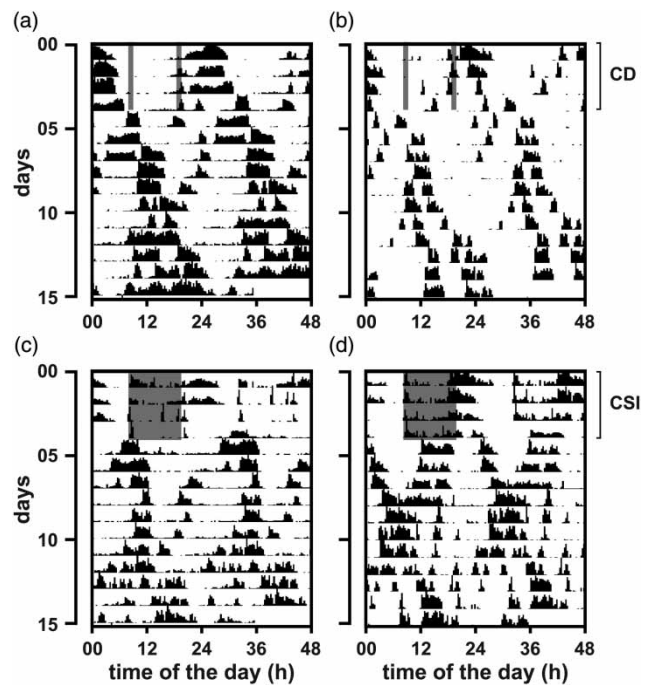 (a)
(b)
00
05
10
15
days
00 12 24 36 48
00 12 24 36 48
CD
(c)
(d)
00
05
10
15
days
00 12 24 36 48
time of the day (h)
00 12 24 36 48
time of the day (h)
CSI